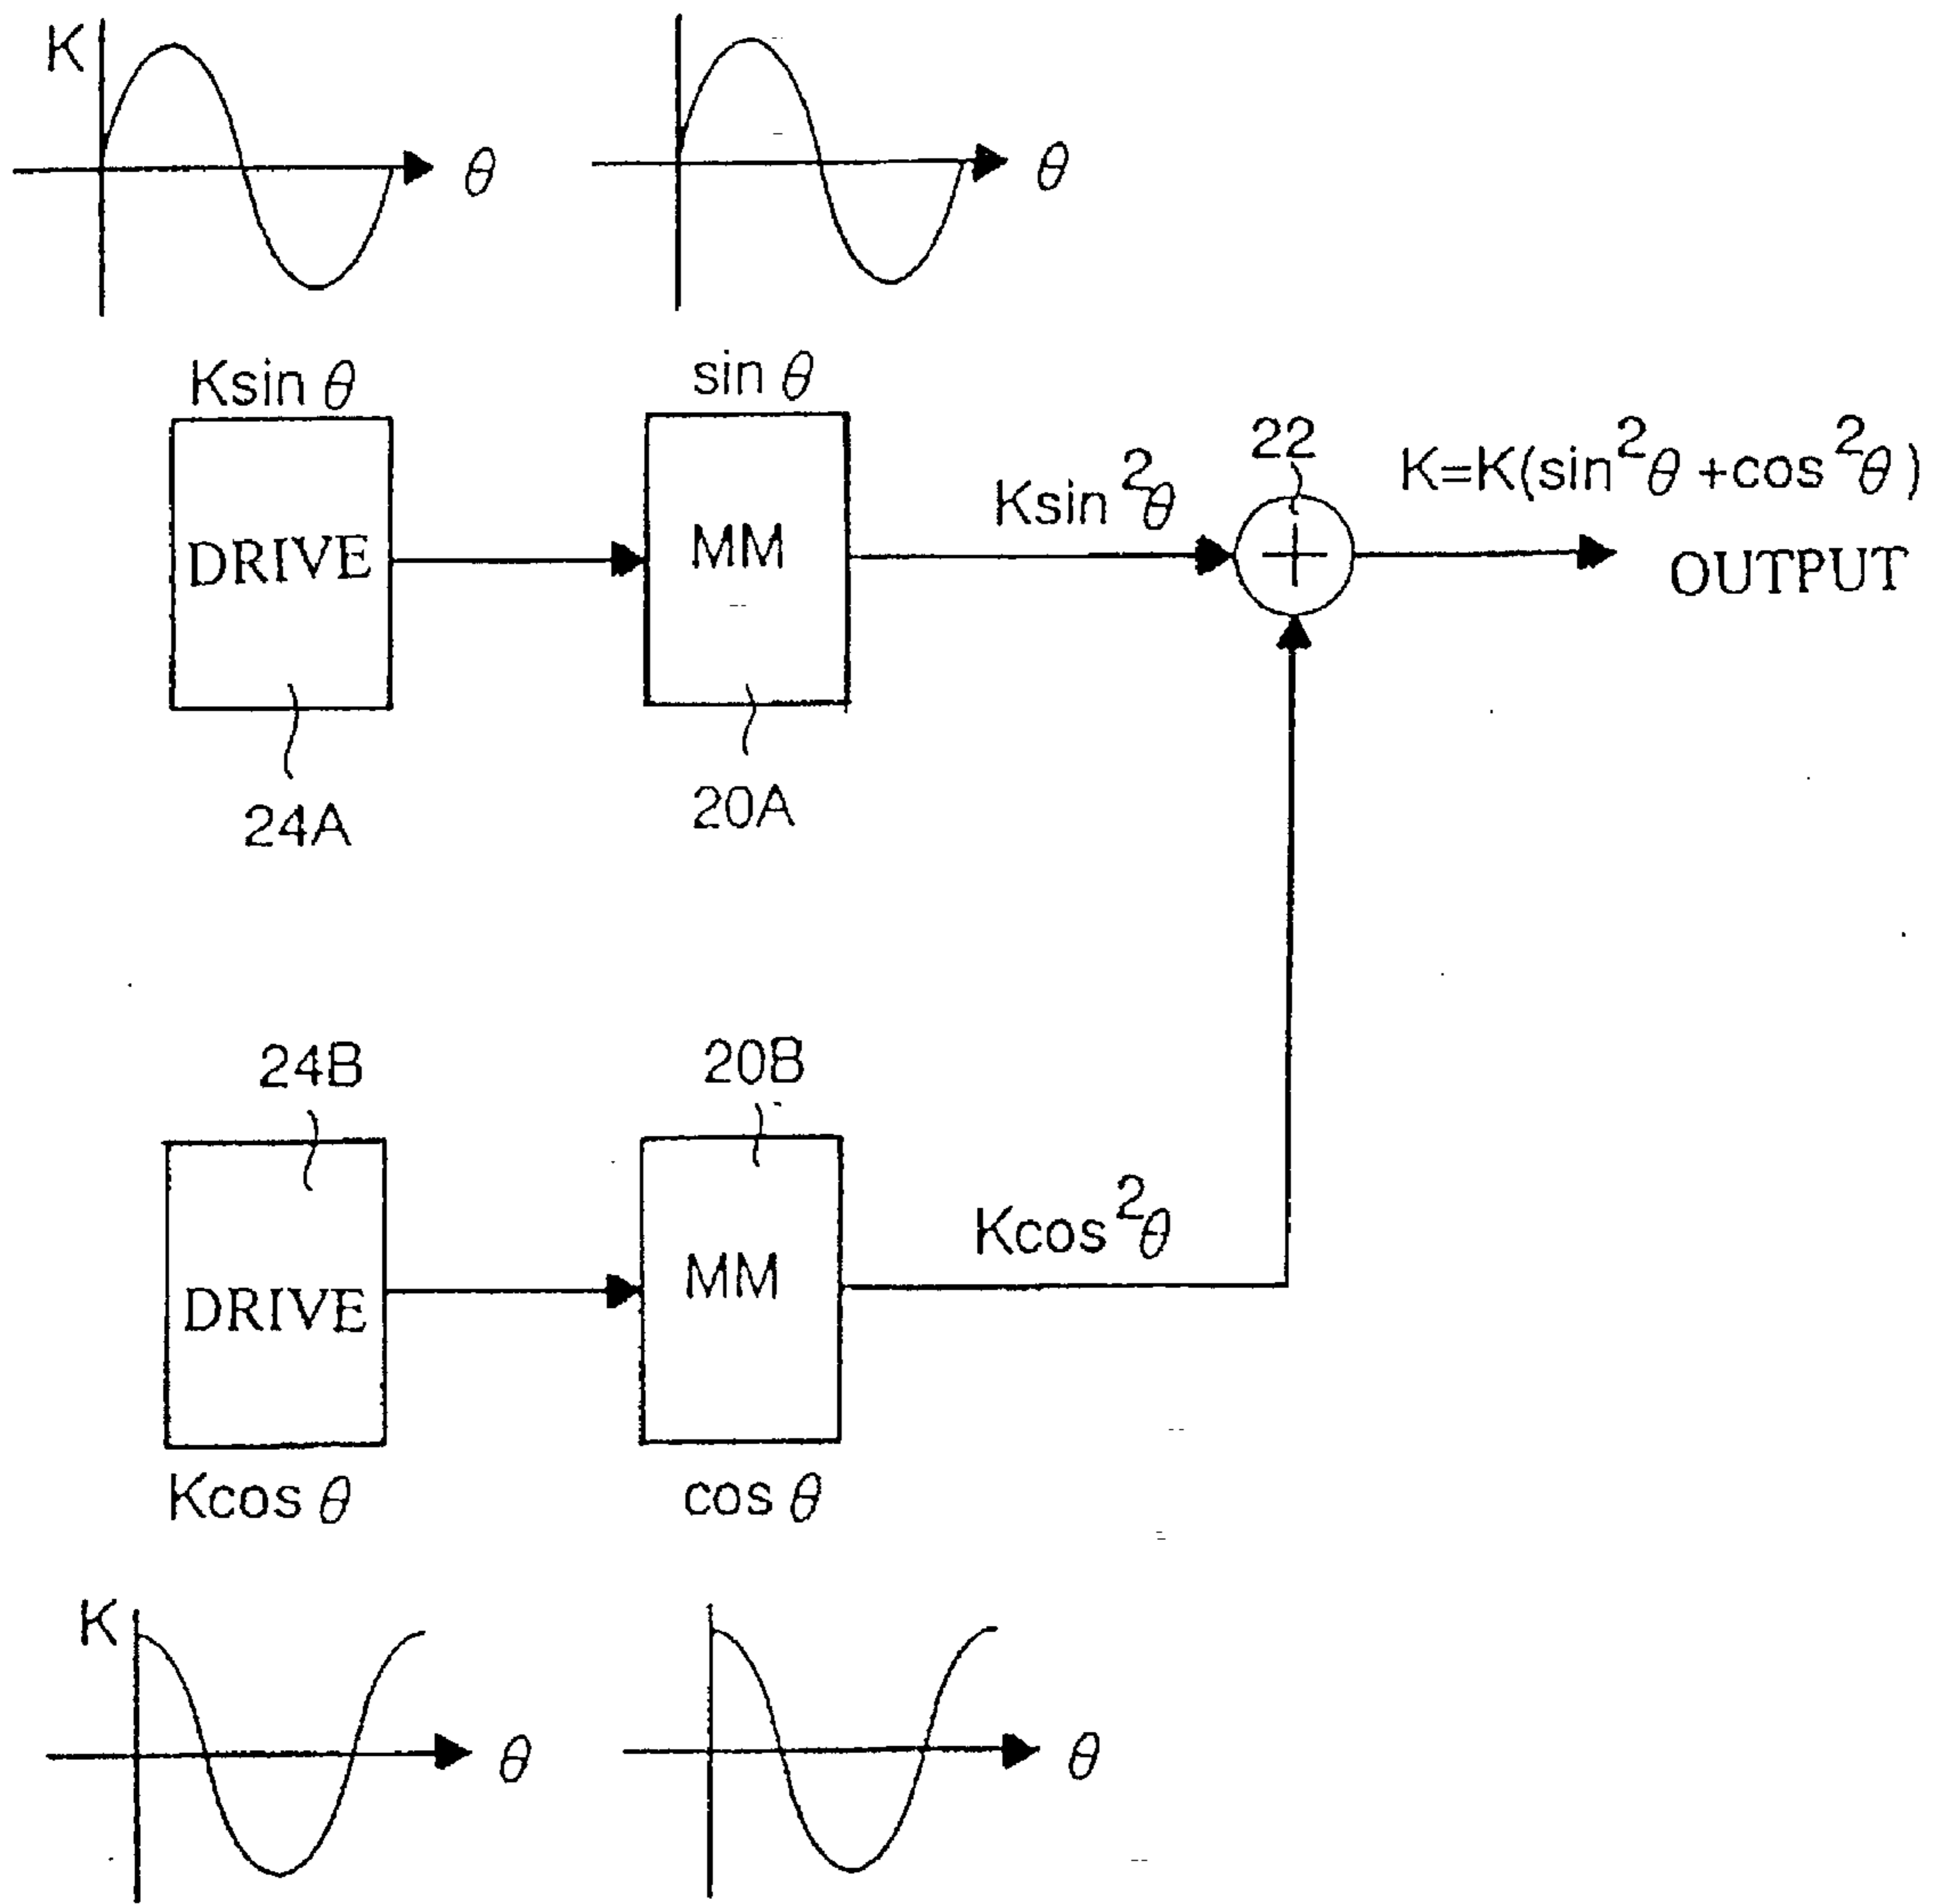 K
θ
θ
Ksin θ
sin θ
DRIVE
MM
Ksin²θ
22
K=K(sin²θ+cos²θ)
OUTPUT
24A
20A
24B
20B
DRIVE
MM
Kcos²θ
Kcos θ
cos θ
K
θ
θ